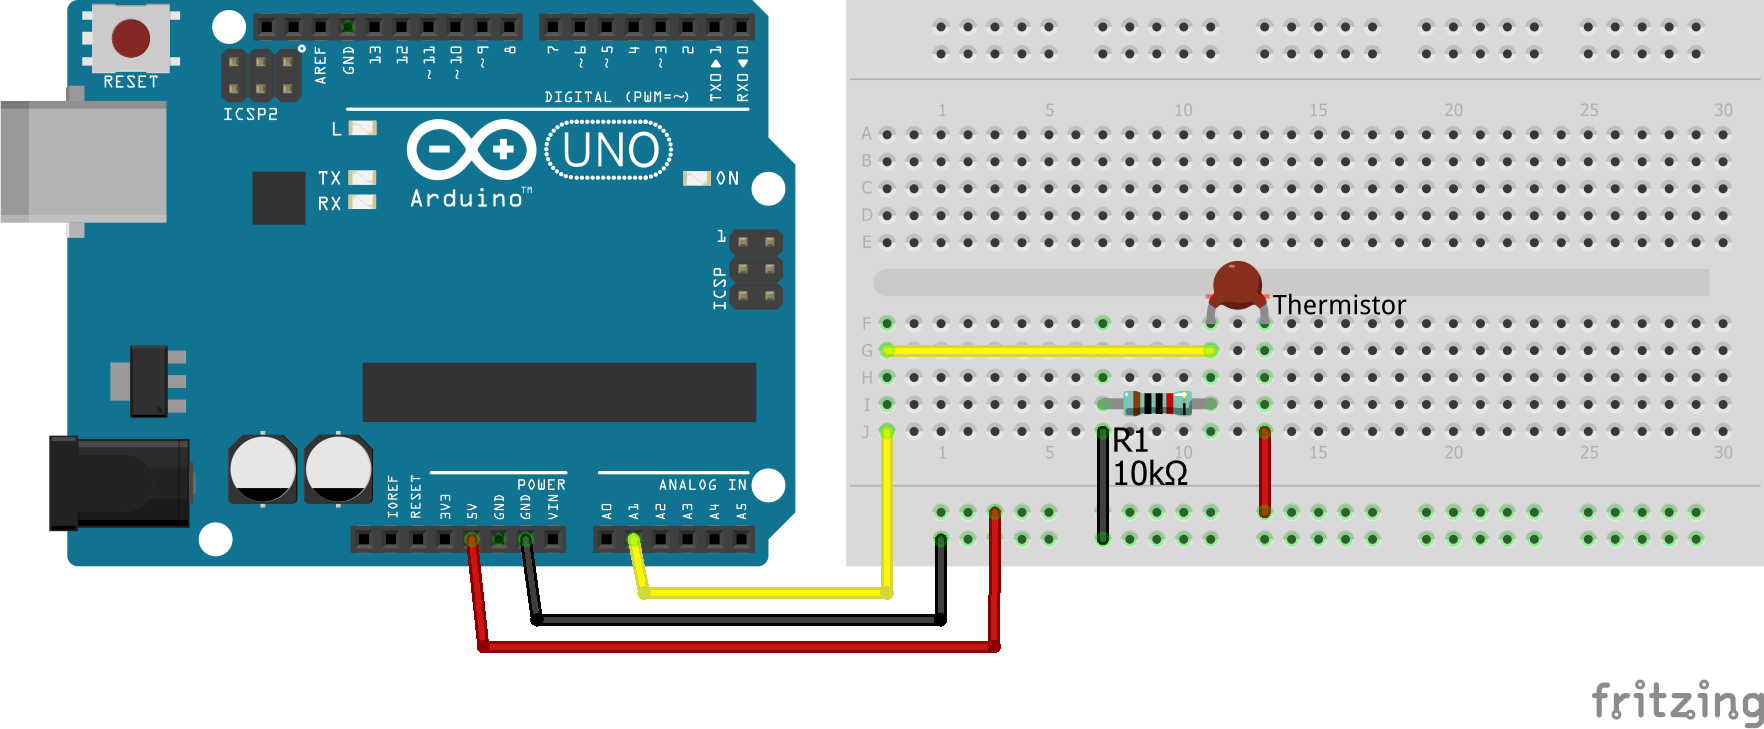 RESET
ICSP2
AREF
GND
13
12
~11
~10
~9
8
7
~6
~5
4
~3
2
TX0▶1
RX0◀0
DIGITAL (PWM=~)
L
TX
RX
Arduino™
UNO
ON
1
ICSP
IOREF
RESET
3V3
5V
GND
GND
VIN
POWER
ANALOG IN
A0
A1
A2
A3
A4
A5
1 5 10 15 20 25 30
A
B
C
D
E
Thermistor
F
G
H
I
J
R1
10kΩ
1 5 10 15 20 25 30
fritzing